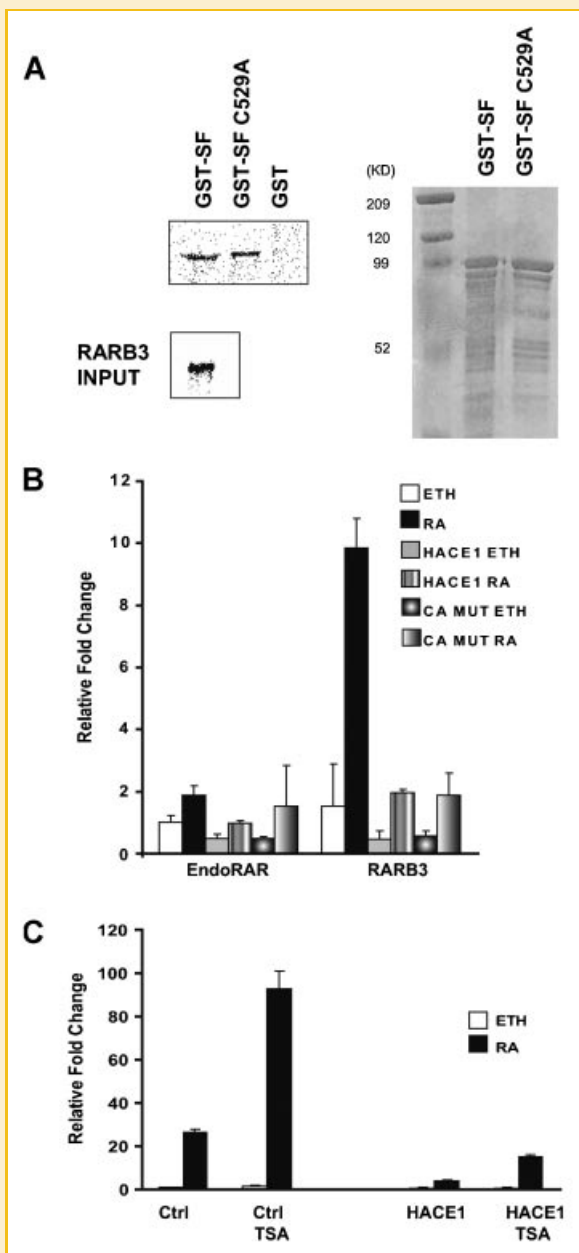 A
GST-SF
GST-SF C529A
GST
RARB3
INPUT
(KD)
209
120
99
52
GST-SF
GST-SF C529A
B
Relative Fold Change
12
10
8
6
4
2
0
EndoRAR
RARB3
ETH
RA
HACE1 ETH
HACE1 RA
CA MUT ETH
CA MUT RA
C
Relative Fold Change
120
100
80
60
40
20
0
Ctrl
Ctrl
TSA
HACE1
HACE1
TSA
ETH
RA